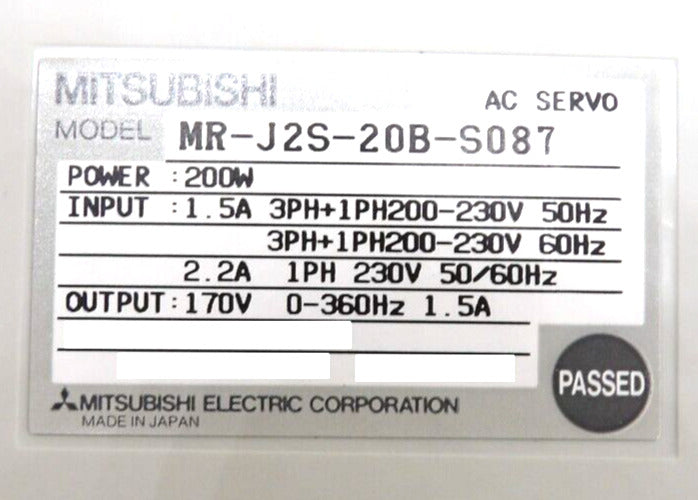 MITSUBISHI AC SERVO
MODEL MR-J2S-20B-S087
POWER :200W
INPUT :1.5A 3PH+1PH200-230V 50Hz
3PH+1PH200-230V 60Hz
2.2A 1PH 230V 50/60Hz
OUTPUT:170V 0-360Hz 1.5A
PASSED
MITSUBISHI ELECTRIC CORPORATION
MADE IN JAPAN